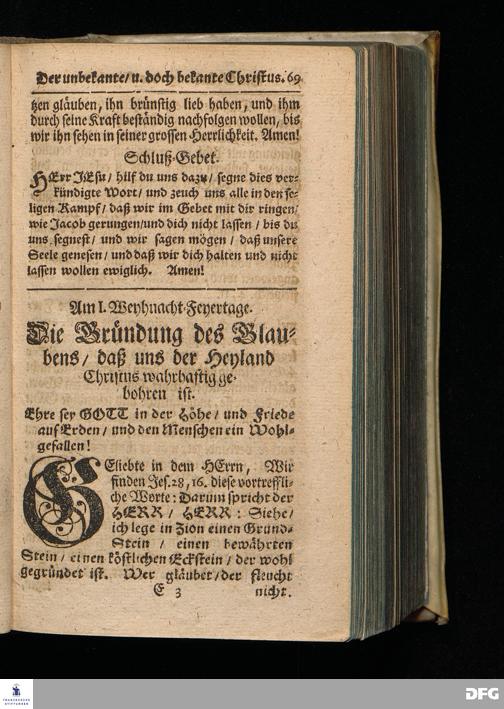 Der unbekante/ u. doch bekante Christus. 69
tzen gläuben, ihn brünstig lieb haben, und ihm
durch seine Kraft beständig nachfolgen wollen, bis
wir ihn sehen in seiner grossen Herrlichkeit. Amen!
Schluß-Gebet.
HErr JEsu/ hilf du uns dazu/ segne dies ver-
kündigte Wort/ und zeuch uns alle in den se-
ligen Kampf/ daß wir im Gebet mit dir ringen/
wie Jacob gerungen/ und dich nicht lassen/ bis du
uns segnest/ und wir sagen mögen/ daß unsere
Seele genesen/ und daß wir dich halten und nicht
lassen wollen ewiglich. Amen!
Am I. Weyhnacht-Feyertage.
Die Gründung des Glau-
bens/ daß uns der Heyland
Christus wahrhaftig ge-
bohren ist.
Ehre sey GOTT in der Höhe/ und Friede
auf Erden/ und den Menschen ein Wohl-
gefallen!
GEliebte in dem HErrn, Wir
finden Jes. 28, 16. diese vortreffli-
che Worte: Darum spricht der
HERR/ HERR: Siehe/
ich lege in Zion einen Grund-
Stein/ einen bewährten
Stein/ einen köstlichen Eckstein/ der wohl
gegründet ist. Wer gläubet/ der fleucht
E 3 nicht.
FRANCKESCHE
STIFTUNGEN
DFG